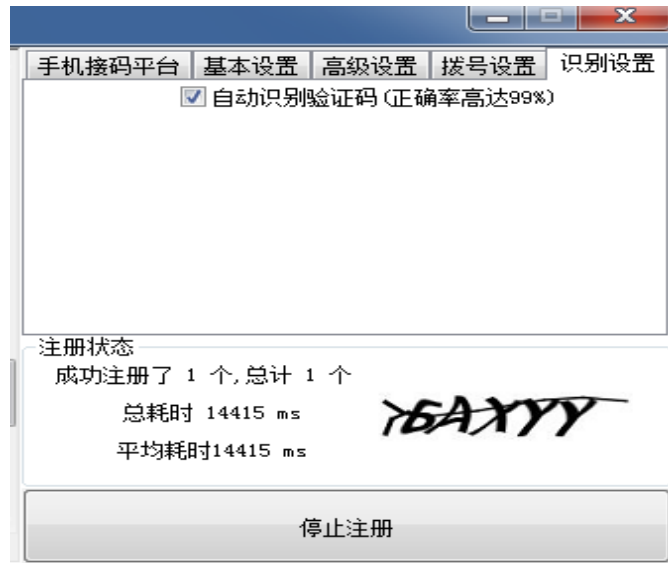 手机接码平台 基本设置 高级设置 拨号设置 识别设置
自动识别验证码(正确率高达99%)
注册状态
成功注册了 1 个,总计 1 个
总耗时 14415 ms
平均耗时14415 ms
停止注册